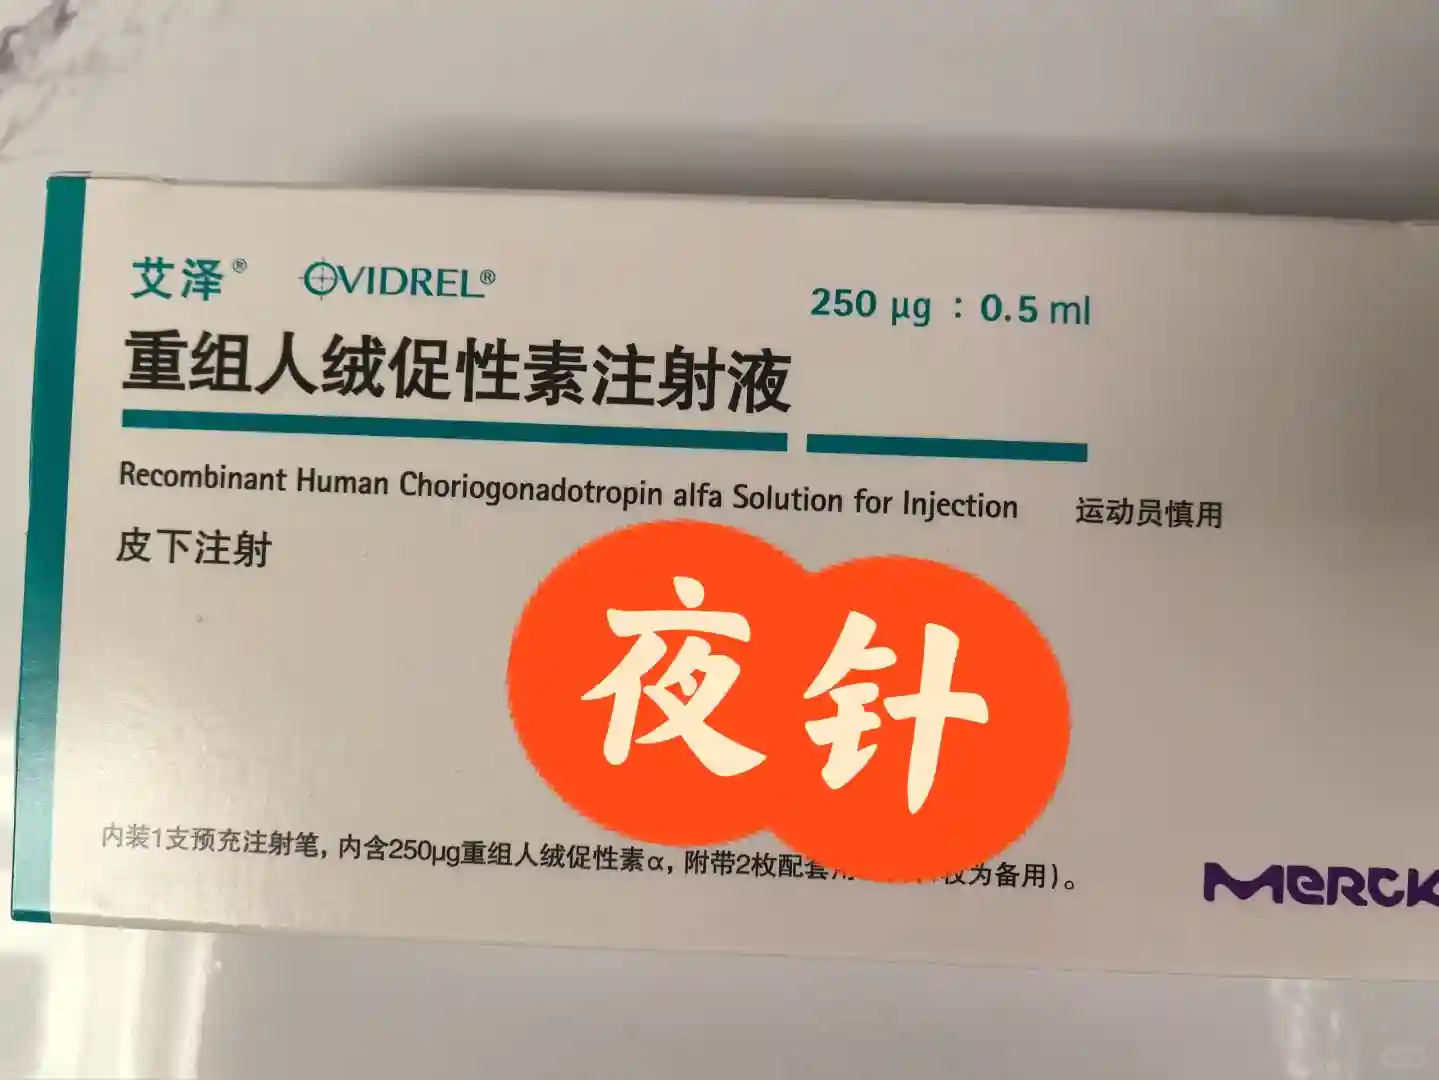 艾泽® OVIDREL® 250 μg : 0.5 ml
重组人绒促性素注射液
Recombinant Human Choriogonadotropin alfa Solution for Injection 运动员慎用
皮下注射
夜针
内装1支预充注射笔，内含250μg重组人绒促性素α，附带2枚配套 为备用）。
MERCK